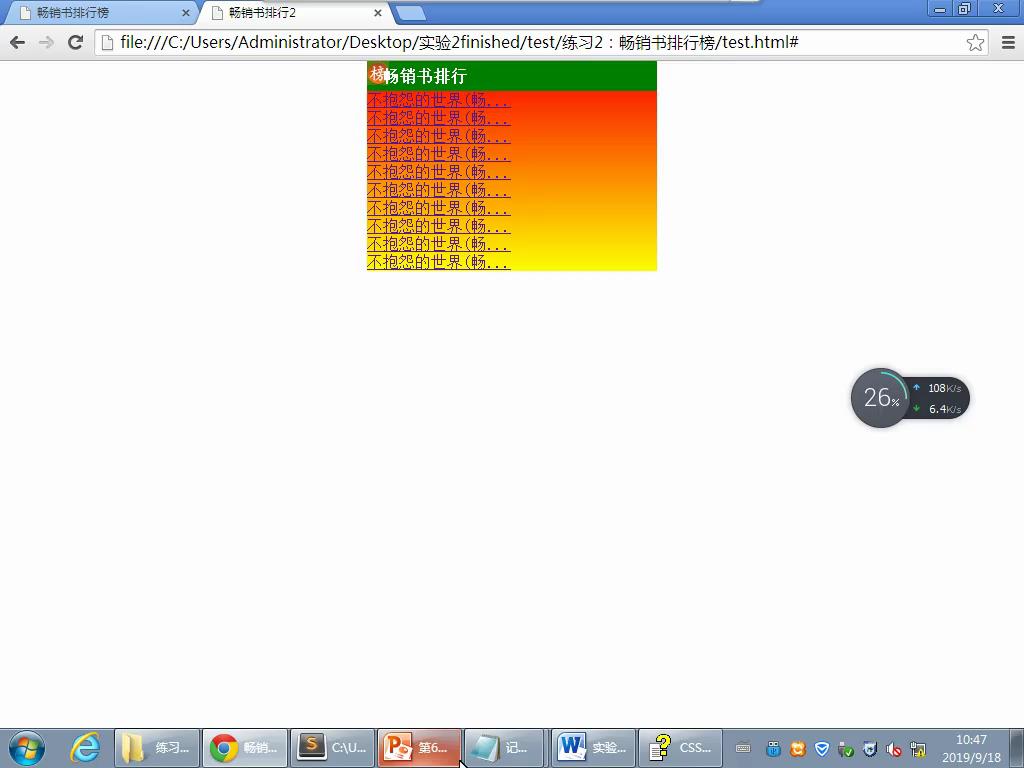 畅销书排行榜
畅销书排行2
file:///C:/Users/Administrator/Desktop/实验2finished/test/练习2：畅销书排行榜/test.html#
榜畅销书排行
不抱怨的世界(畅...
不抱怨的世界(畅...
不抱怨的世界(畅...
不抱怨的世界(畅...
不抱怨的世界(畅...
不抱怨的世界(畅...
不抱怨的世界(畅...
不抱怨的世界(畅...
不抱怨的世界(畅...
不抱怨的世界(畅...
26%
108K/s
6.4K/s
练习...
畅销...
C:\U...
第6...
记...
实验...
CSS...
10:47
2019/9/18